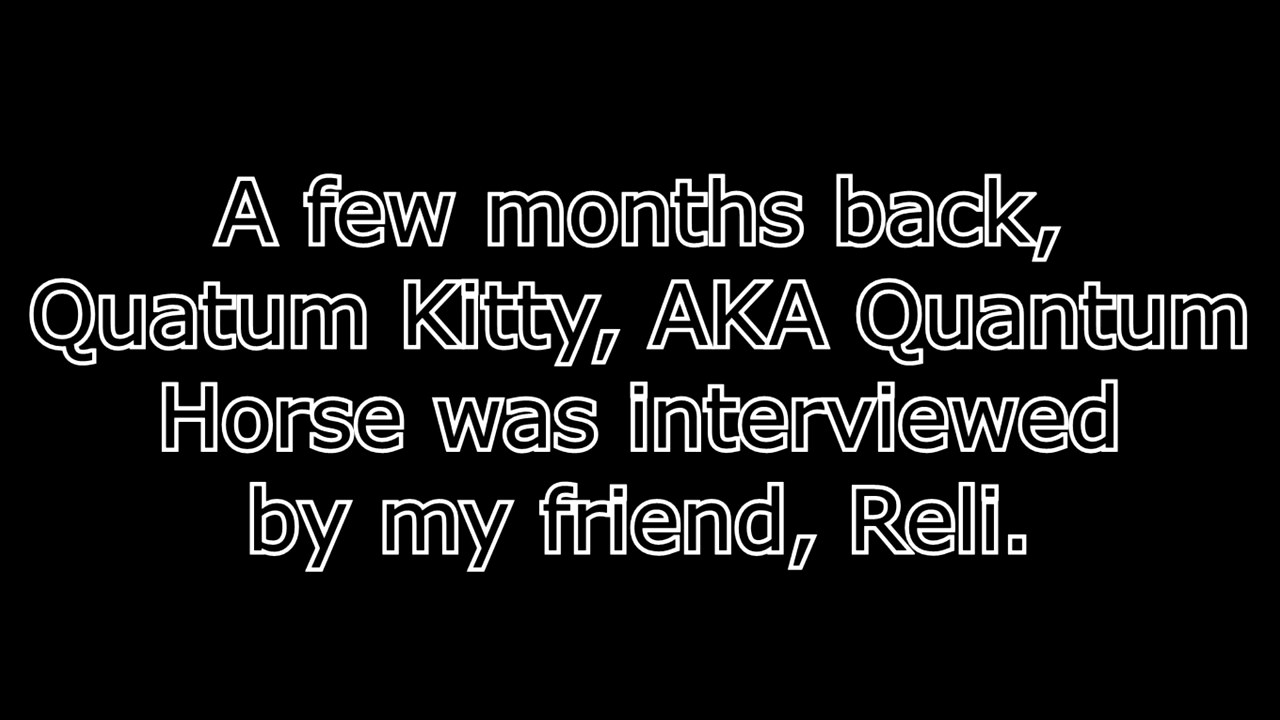 A few months back,
Quatum Kitty, AKA Quantum
Horse was interviewed
by my friend, Reli.